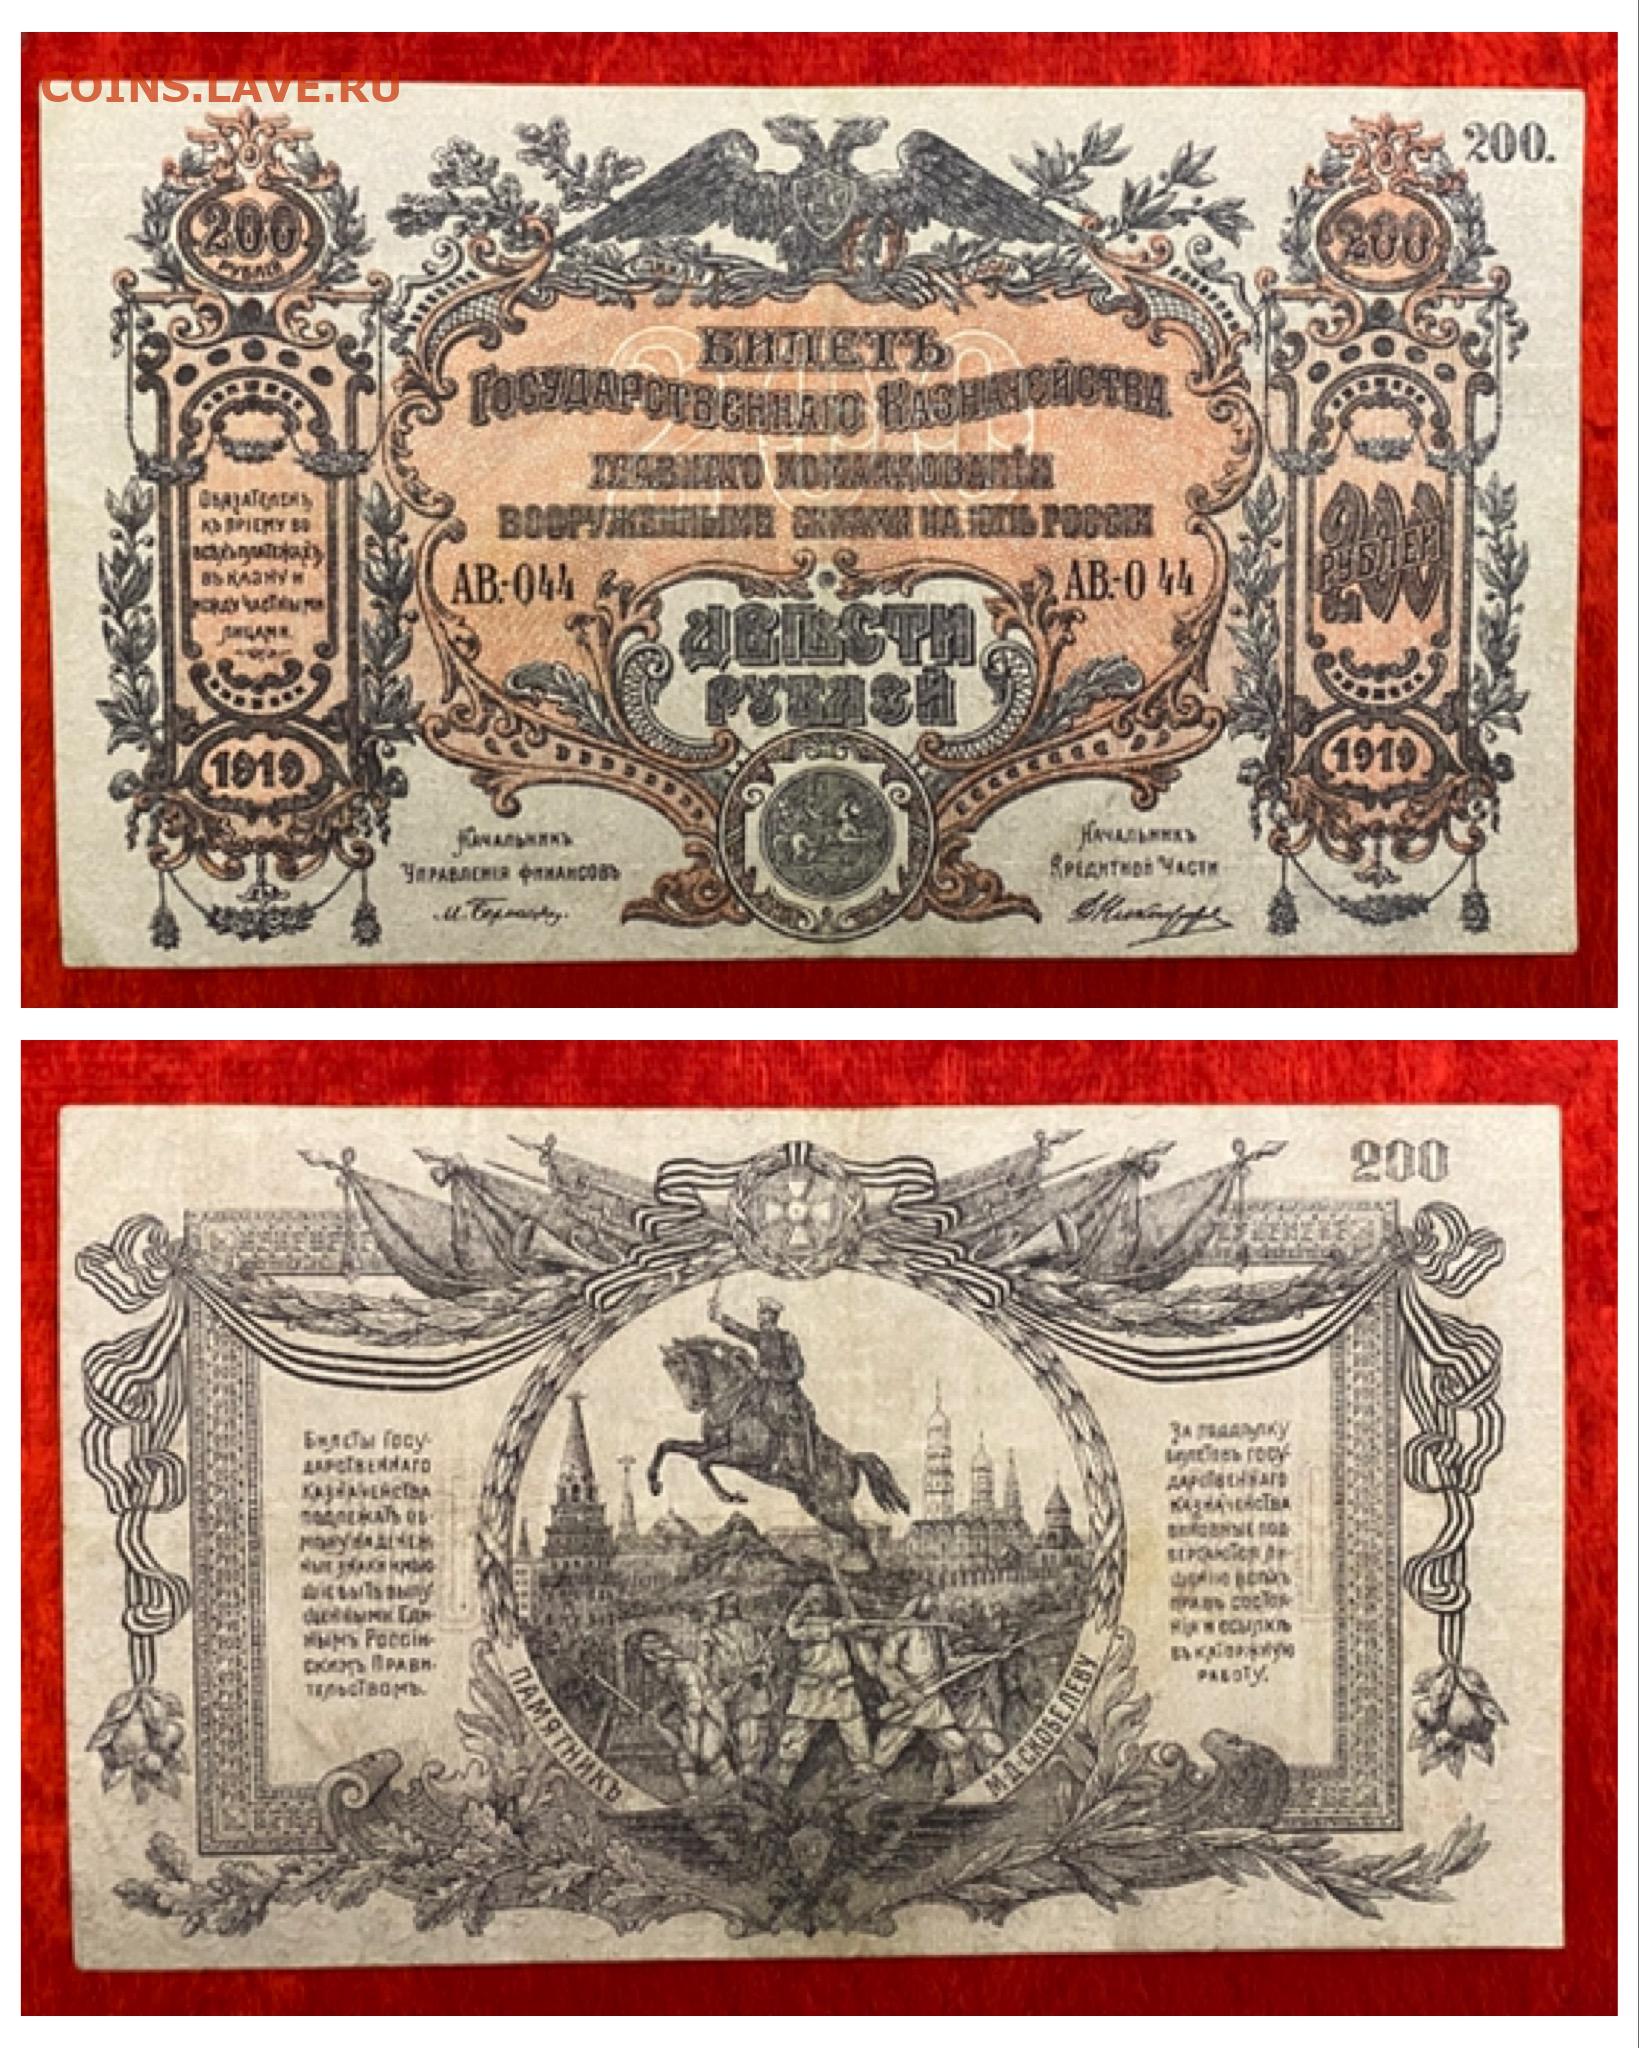 COINS.LAVE.RU
200.
200
РУБЛЕЙ
200
БИЛЕТЪ
ГОСУДАРСТВЕННАГО КАЗНАЧЕЙСТВА
ГЛАВНАГО КОМАНДОВАНІЯ
ВООРУЖЕННЫМИ СИЛАМИ НА ЮГѢ РОССІИ
АВ.-044
АВ.-044
ДВѢСТИ
РУБЛЕЙ
ОБЯЗАТЕЛЕНЪ
КЪ ПРІЕМУ ВО
ВСѢХЪ ПЛАТЕЖАХЪ
ВЪ КАЗНУ И
МЕЖДУ ЧАСТНЫМИ
ЛИЦАМИ.
200
РУБЛЕЙ
1919
1919
НАЧАЛЬНИКЪ
УПРАВЛЕНІЯ ФИНАНСОВЪ
НАЧАЛЬНИКЪ
КРЕДИТНОЙ ЧАСТИ
200
БИЛЕТЫ ГОСУ-
ДАРСТВЕННАГО
КАЗНАЧЕЙСТВА
ПОДЛЕЖАТЪ ОБ-
МѢНУ НА ДЕНЕЖ-
НЫЕ ЗНАКИ ИМѢЮ-
ЩІЕ БЫТЬ ВЫПУ-
ЩЕННЫМИ ЕДИ-
НЫМЪ РОССІЙ-
СКИМЪ ПРАВИ-
ТЕЛЬСТВОМЪ.
ЗА ПОДДѢЛКУ
БИЛЕТОВЪ ГОСУ-
ДАРСТВЕННАГО
КАЗНАЧЕЙСТВА
ВИНОВНЫЕ ПОД-
ВЕРГАЮТСЯ ЛИ-
ШЕНІЮ ВСѢХЪ
ПРАВЪ СОСТОЯ-
НІЯ И ССЫЛКѢ
ВЪ КАТОРЖНУЮ
РАБОТУ.
ПАМЯТНИКЪ
М.Д.СКОБЕЛЕВУ